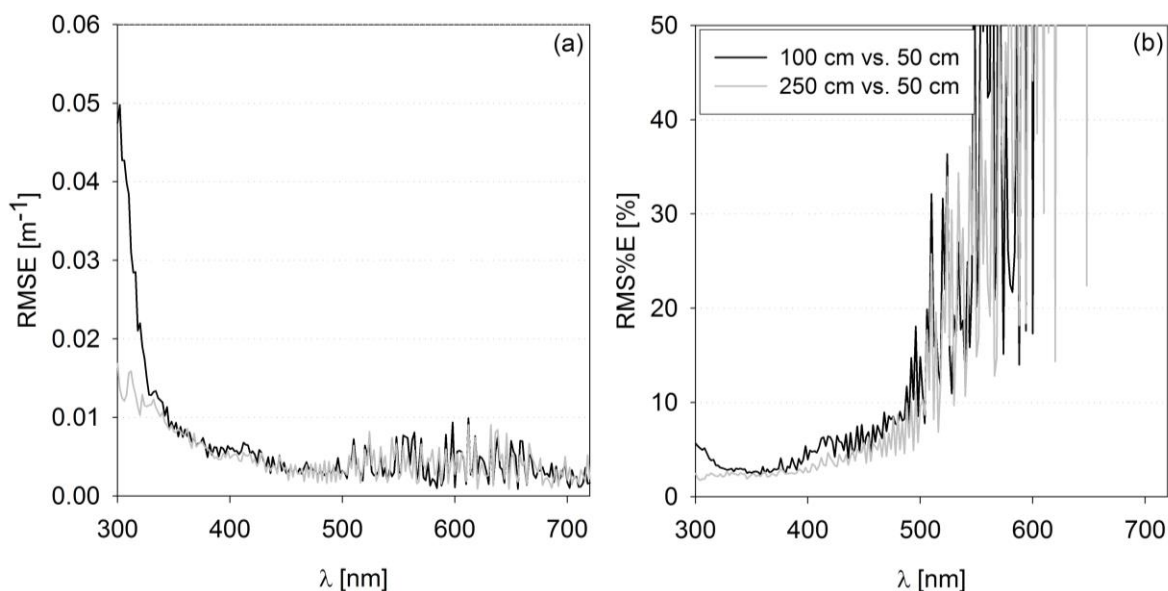 0.06
0.05
0.04
0.03
0.02
0.01
0.00
RMSE [m⁻¹]
(a)
300 400 500 600 700
λ [nm]
50
40
30
20
10
0
RMS%E [%]
(b)
100 cm vs. 50 cm
250 cm vs. 50 cm
300 400 500 600 700
λ [nm]